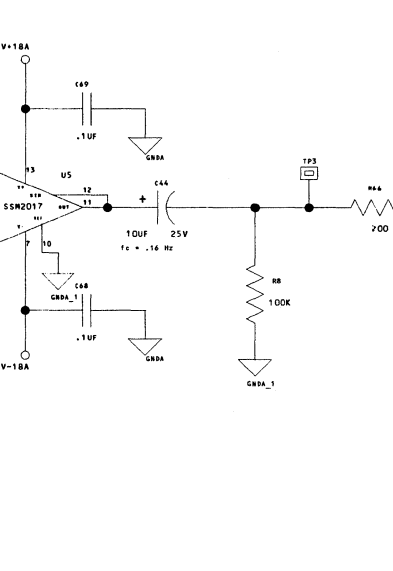 V+18A
C69
.1UF
GNDA
TP3
13
U5
V+
SEN
12
C44
R66
SSM2017
OUT
11
+
200
REF
V-
7
10
10UF
25V
fc = .16 Hz
R8
100K
GNDA_1
C68
.1UF
GNDA
V-18A
GNDA_1